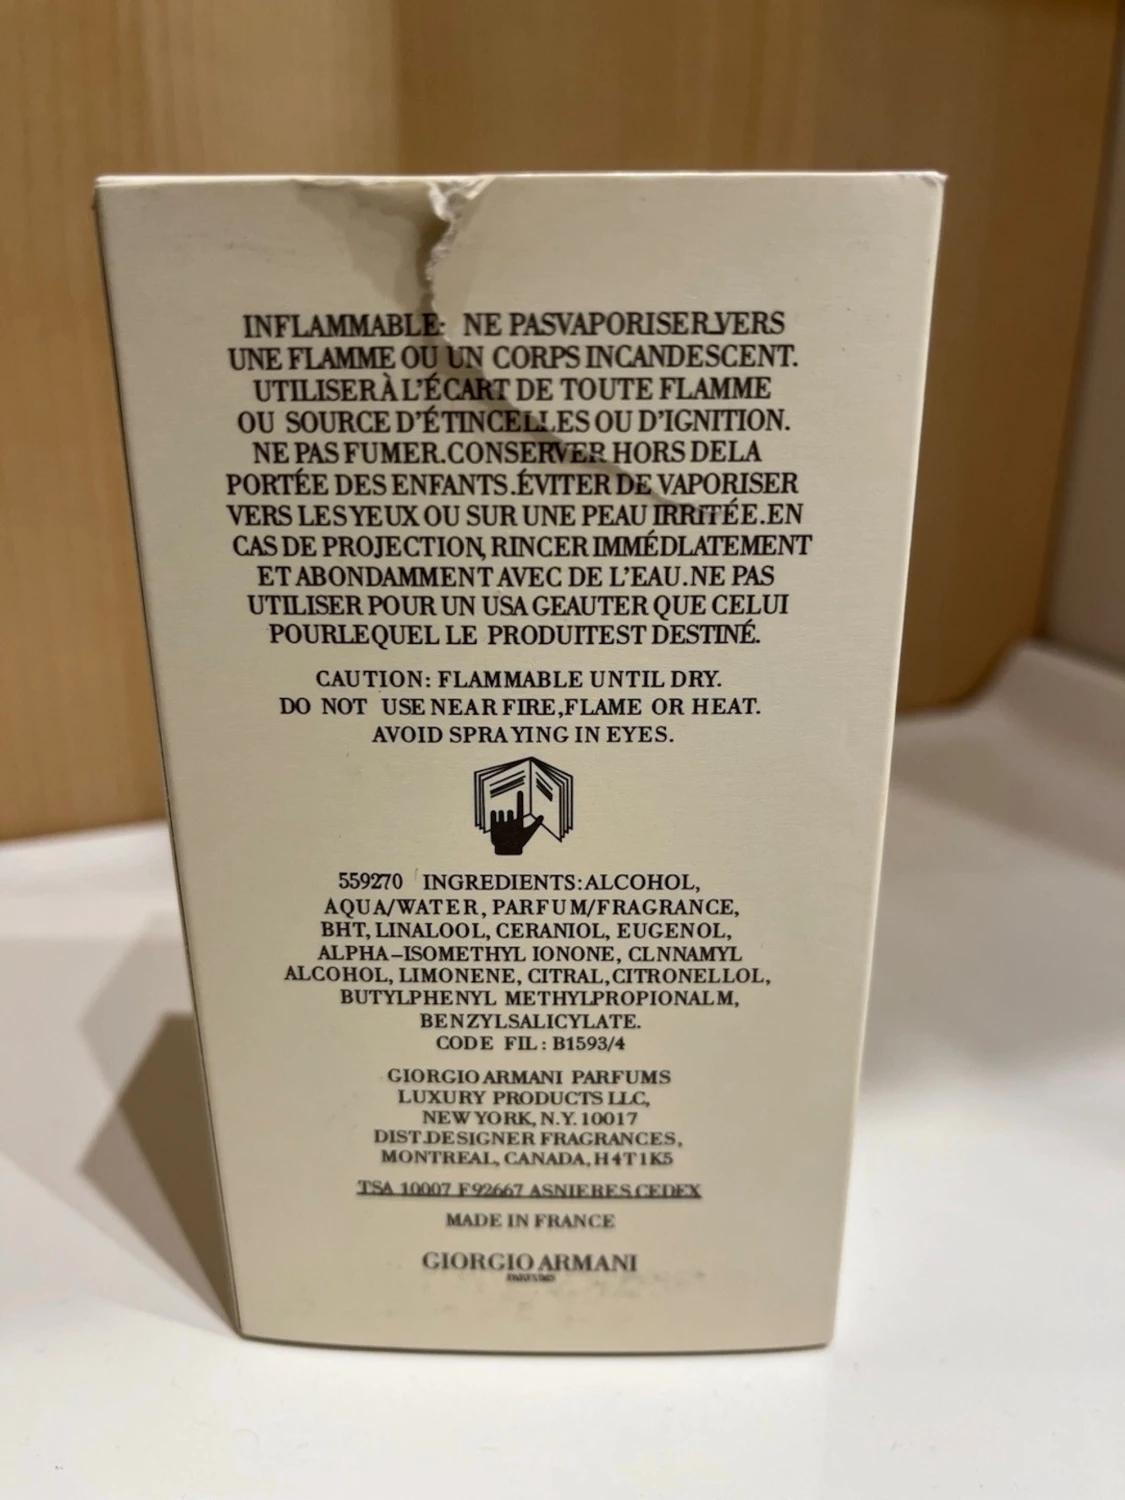 INFLAMMABLE: NE PASVAPORISER VERS
UNE FLAMME OU UN CORPS INCANDESCENT.
UTILISERÀ L'ÉCART DE TOUTE FLAMME
OU SOURCE D'ÉTINCELLES OU D'IGNITION.
NE PAS FUMER.CONSERVER HORS DELA
PORTÉE DES ENFANTS.ÉVITER DE VAPORISER
VERS LES YEUX OU SUR UNE PEAU IRRITÉE.EN
CAS DE PROJECTION, RINCER IMMÉDLATEMENT
ET ABONDAMMENT AVEC DE L'EAU.NE PAS
UTILISER POUR UN USA GEAUTER QUE CELUI
POURLEQUEL LE PRODUITEST DESTINÉ.
CAUTION: FLAMMABLE UNTIL DRY.
DO NOT USE NEAR FIRE,FLAME OR HEAT.
AVOID SPRA YING IN EYES.
559270 INGREDIENTS:ALCOHOL,
AQUA/WATER, PARFUM/FRAGRANCE,
BHT, LINALOOL, CERANIOL, EUGENOL,
ALPHA-ISOMETHYL IONONE, CLNNAMYL
ALCOHOL, LIMONENE, CITRAL,CITRONELLOL,
BUTYLPHENYL METHYLPROPIONALM,
BENZYLSALICYLATE.
CODE FIL: B1593/4
GIORGIO ARMANI PARFUMS
LUXURY PRODUCTS LLC,
NEW YORK, N.Y. 10017
DIST.DESIGNER FRAGRANCES,
MONTREAL, CANADA, H4T1K5
TSA 10007 F92667 ASNIERES CEDEX
MADE IN FRANCE
GIORGIO ARMANI
PARFUMS